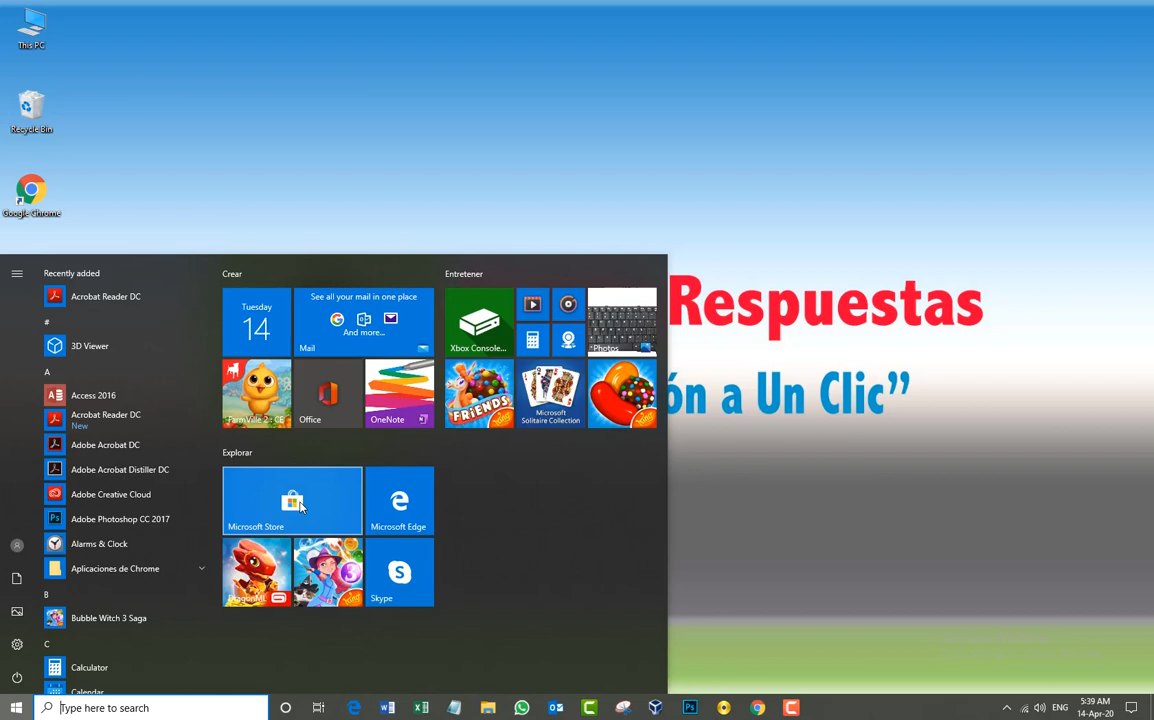 This PC
Recycle Bin
Google Chrome
Respuestas
ón a Un Clic”
Recently added
Acrobat Reader DC
#
3D Viewer
A
Access 2016
Acrobat Reader DC
New
Adobe Acrobat DC
Adobe Acrobat Distiller DC
Adobe Creative Cloud
Adobe Photoshop CC 2017
Alarms & Clock
Aplicaciones de Chrome
B
Bubble Witch 3 Saga
C
Calculator
Calendar
Crear
Tuesday
14
See all your mail in one place
And more...
Mail
FarmVille 2 : CE
Office
OneNote
Explorar
Microsoft Store
Microsoft Edge
Skype
Entretener
Xbox Console...
Photos
FRIENDS
Microsoft
Solitaire Collection
Type here to search
ENG
5:39 AM
14-Apr-20